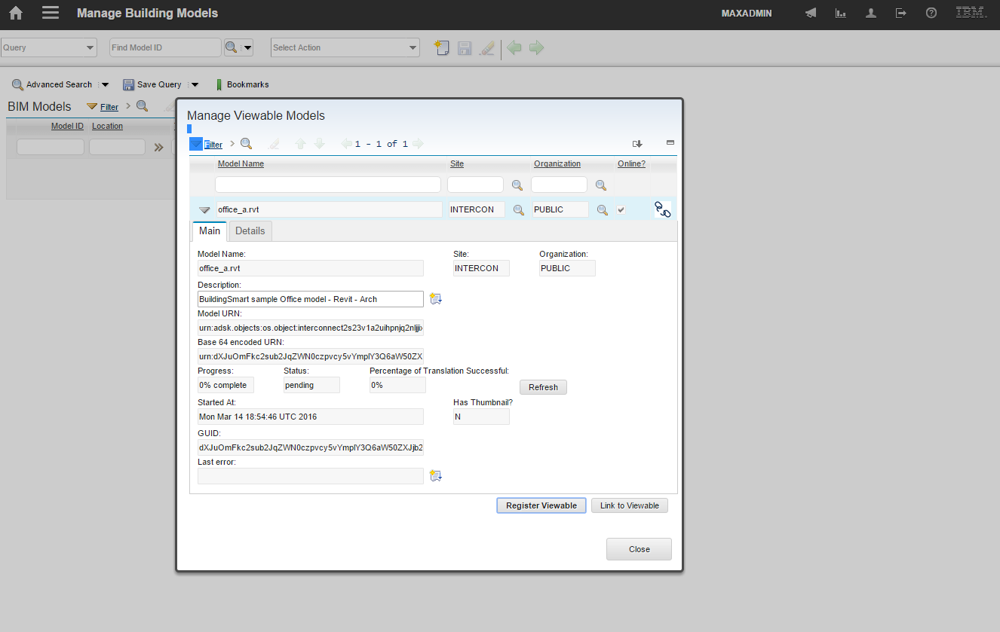 Manage Building Models MAXADMIN IBM.
Query Find Model ID Select Action
Advanced Search Save Query Bookmarks
BIM Models Filter
Model ID Location
Manage Viewable Models
Filter 1 - 1 of 1
Model Name Site Organization Online?
office_a.rvt INTERCON PUBLIC
Main Details
Model Name: Site: Organization:
office_a.rvt INTERCON PUBLIC
Description:
BuildingSmart sample Office model - Revit - Arch
Model URN:
urn:adsk.objects:os.object:interconnect2s23v1a2uihpnjq2nljji
Base 64 encoded URN:
urn:dXJuOmFkc2sub2JqZWN0czpvcy5vYmplY3Q6aW50ZX
Progress: Status: Percentage of Translation Successful:
0% complete pending 0% Refresh
Started At: Has Thumbnail?
Mon Mar 14 18:54:46 UTC 2016 N
GUID:
dXJuOmFkc2sub2JqZWN0czpvcy5vYmplY3Q6aW50ZXJjb2
Last error:
Register Viewable Link to Viewable
Close